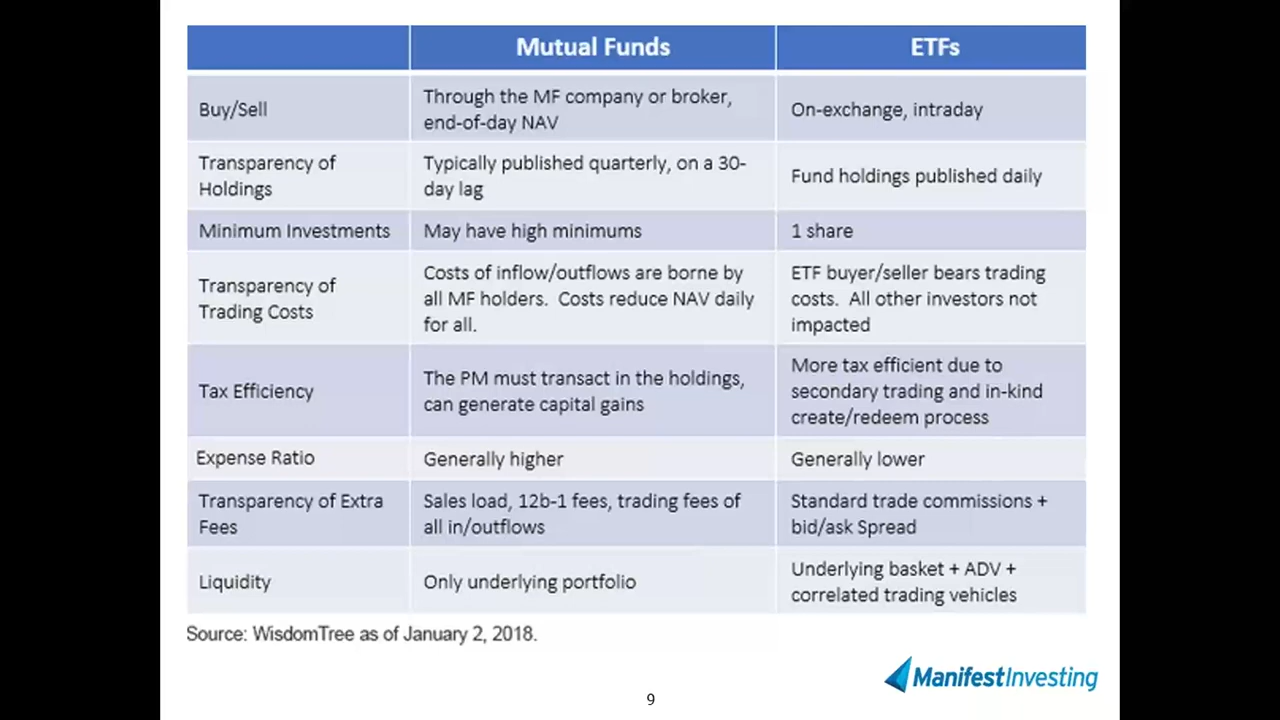 Mutual Funds
ETFs
Buy/Sell
Through the MF company or broker,
end-of-day NAV
On-exchange, intraday
Transparency of
Holdings
Typically published quarterly, on a 30-
day lag
Fund holdings published daily
Minimum Investments
May have high minimums
1 share
Transparency of
Trading Costs
Costs of inflow/outflows are borne by
all MF holders.  Costs reduce NAV daily
for all.
ETF buyer/seller bears trading
costs.  All other investors not
impacted
Tax Efficiency
The PM must transact in the holdings,
can generate capital gains
More tax efficient due to
secondary trading and in-kind
create/redeem process
Expense Ratio
Generally higher
Generally lower
Transparency of Extra
Fees
Sales load, 12b-1 fees, trading fees of
all in/outflows
Standard trade commissions +
bid/ask Spread
Liquidity
Only underlying portfolio
Underlying basket + ADV +
correlated trading vehicles
Source: WisdomTree as of January 2, 2018.
ManifestInvesting
9